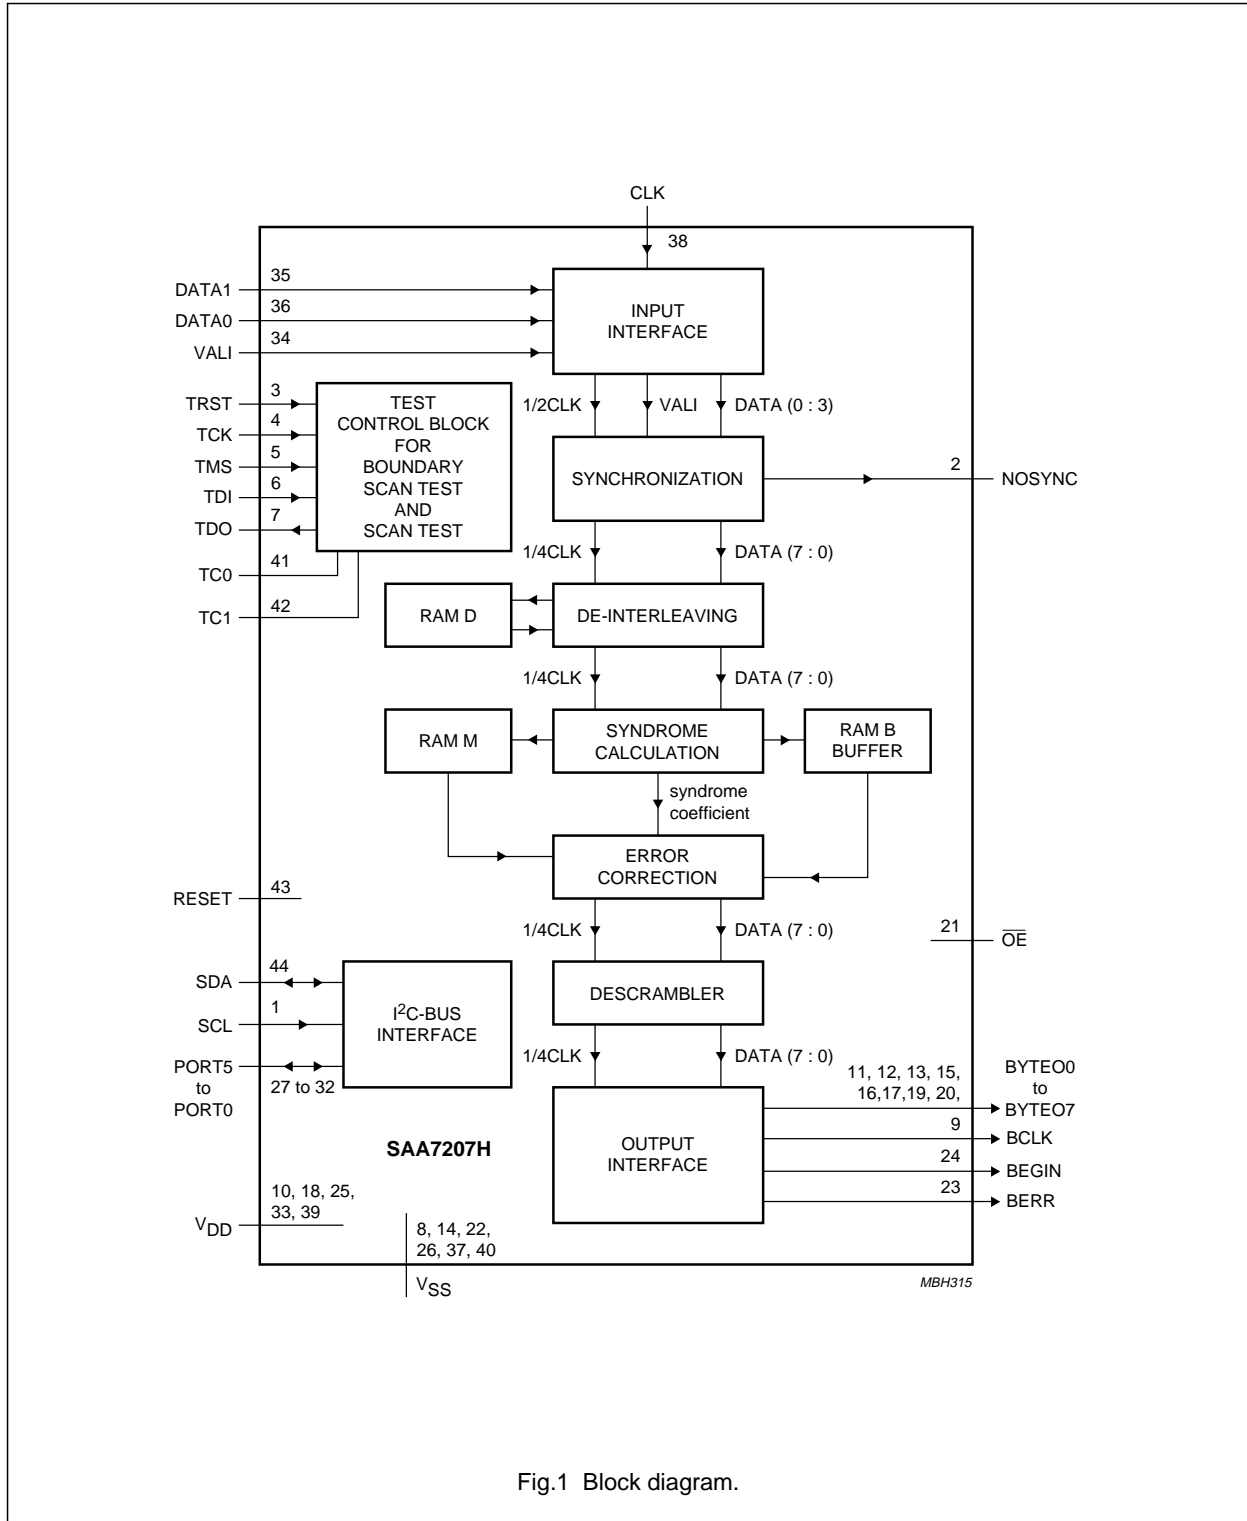 CLK
38
DATA1
35
DATA0
36
VALI
34
INPUT
INTERFACE
TRST
3
TCK
4
TMS
5
TDI
6
TDO
7
TC0
41
TC1
42
TEST
CONTROL BLOCK
FOR
BOUNDARY
SCAN TEST
AND
SCAN TEST
1/2CLK
VALI
DATA (0 : 3)
SYNCHRONIZATION
2
NOSYNC
1/4CLK
DATA (7 : 0)
RAM D
DE-INTERLEAVING
1/4CLK
DATA (7 : 0)
RAM M
SYNDROME
CALCULATION
RAM B
BUFFER
syndrome
coefficient
ERROR
CORRECTION
RESET
43
1/4CLK
DATA (7 : 0)
21
OE
SDA
44
SCL
1
PORT5
to
PORT0
27 to 32
I2C-BUS
INTERFACE
DESCRAMBLER
1/4CLK
DATA (7 : 0)
11, 12, 13, 15,
16,17,19, 20,
BYTEO0
to
BYTEO7
9
BCLK
24
BEGIN
23
BERR
OUTPUT
INTERFACE
SAA7207H
10, 18, 25,
33, 39
VDD
8, 14, 22,
26, 37, 40
VSS
MBH315
Fig.1 Block diagram.